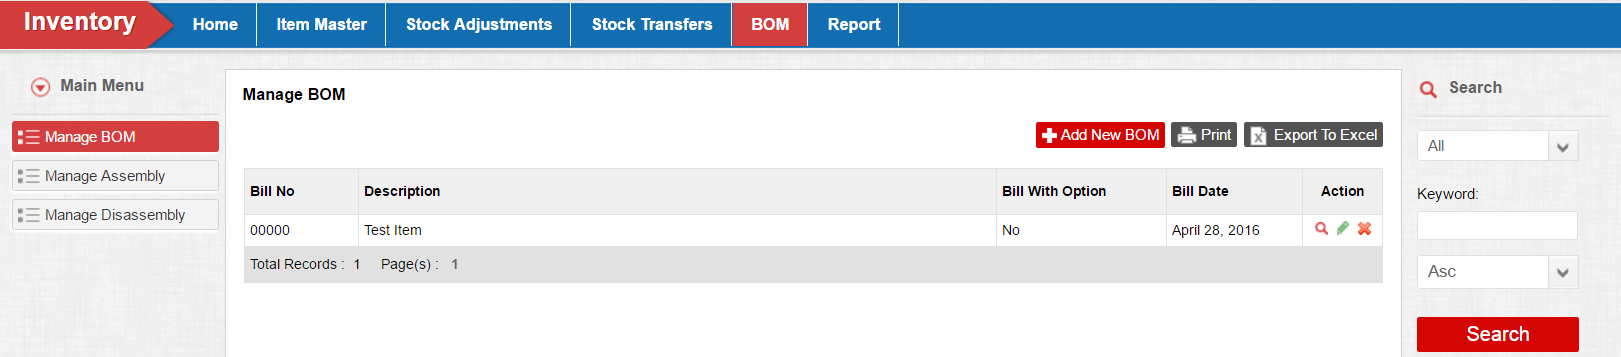 Inventory
Home Item Master Stock Adjustments Stock Transfers BOM Report
Main Menu
Manage BOM
Manage Assembly
Manage Disassembly
Manage BOM
Add New BOM Print Export To Excel
Bill No Description Bill With Option Bill Date Action
00000 Test Item No April 28, 2016
Total Records : 1 Page(s) : 1
Search
All
Keyword:
Asc
Search